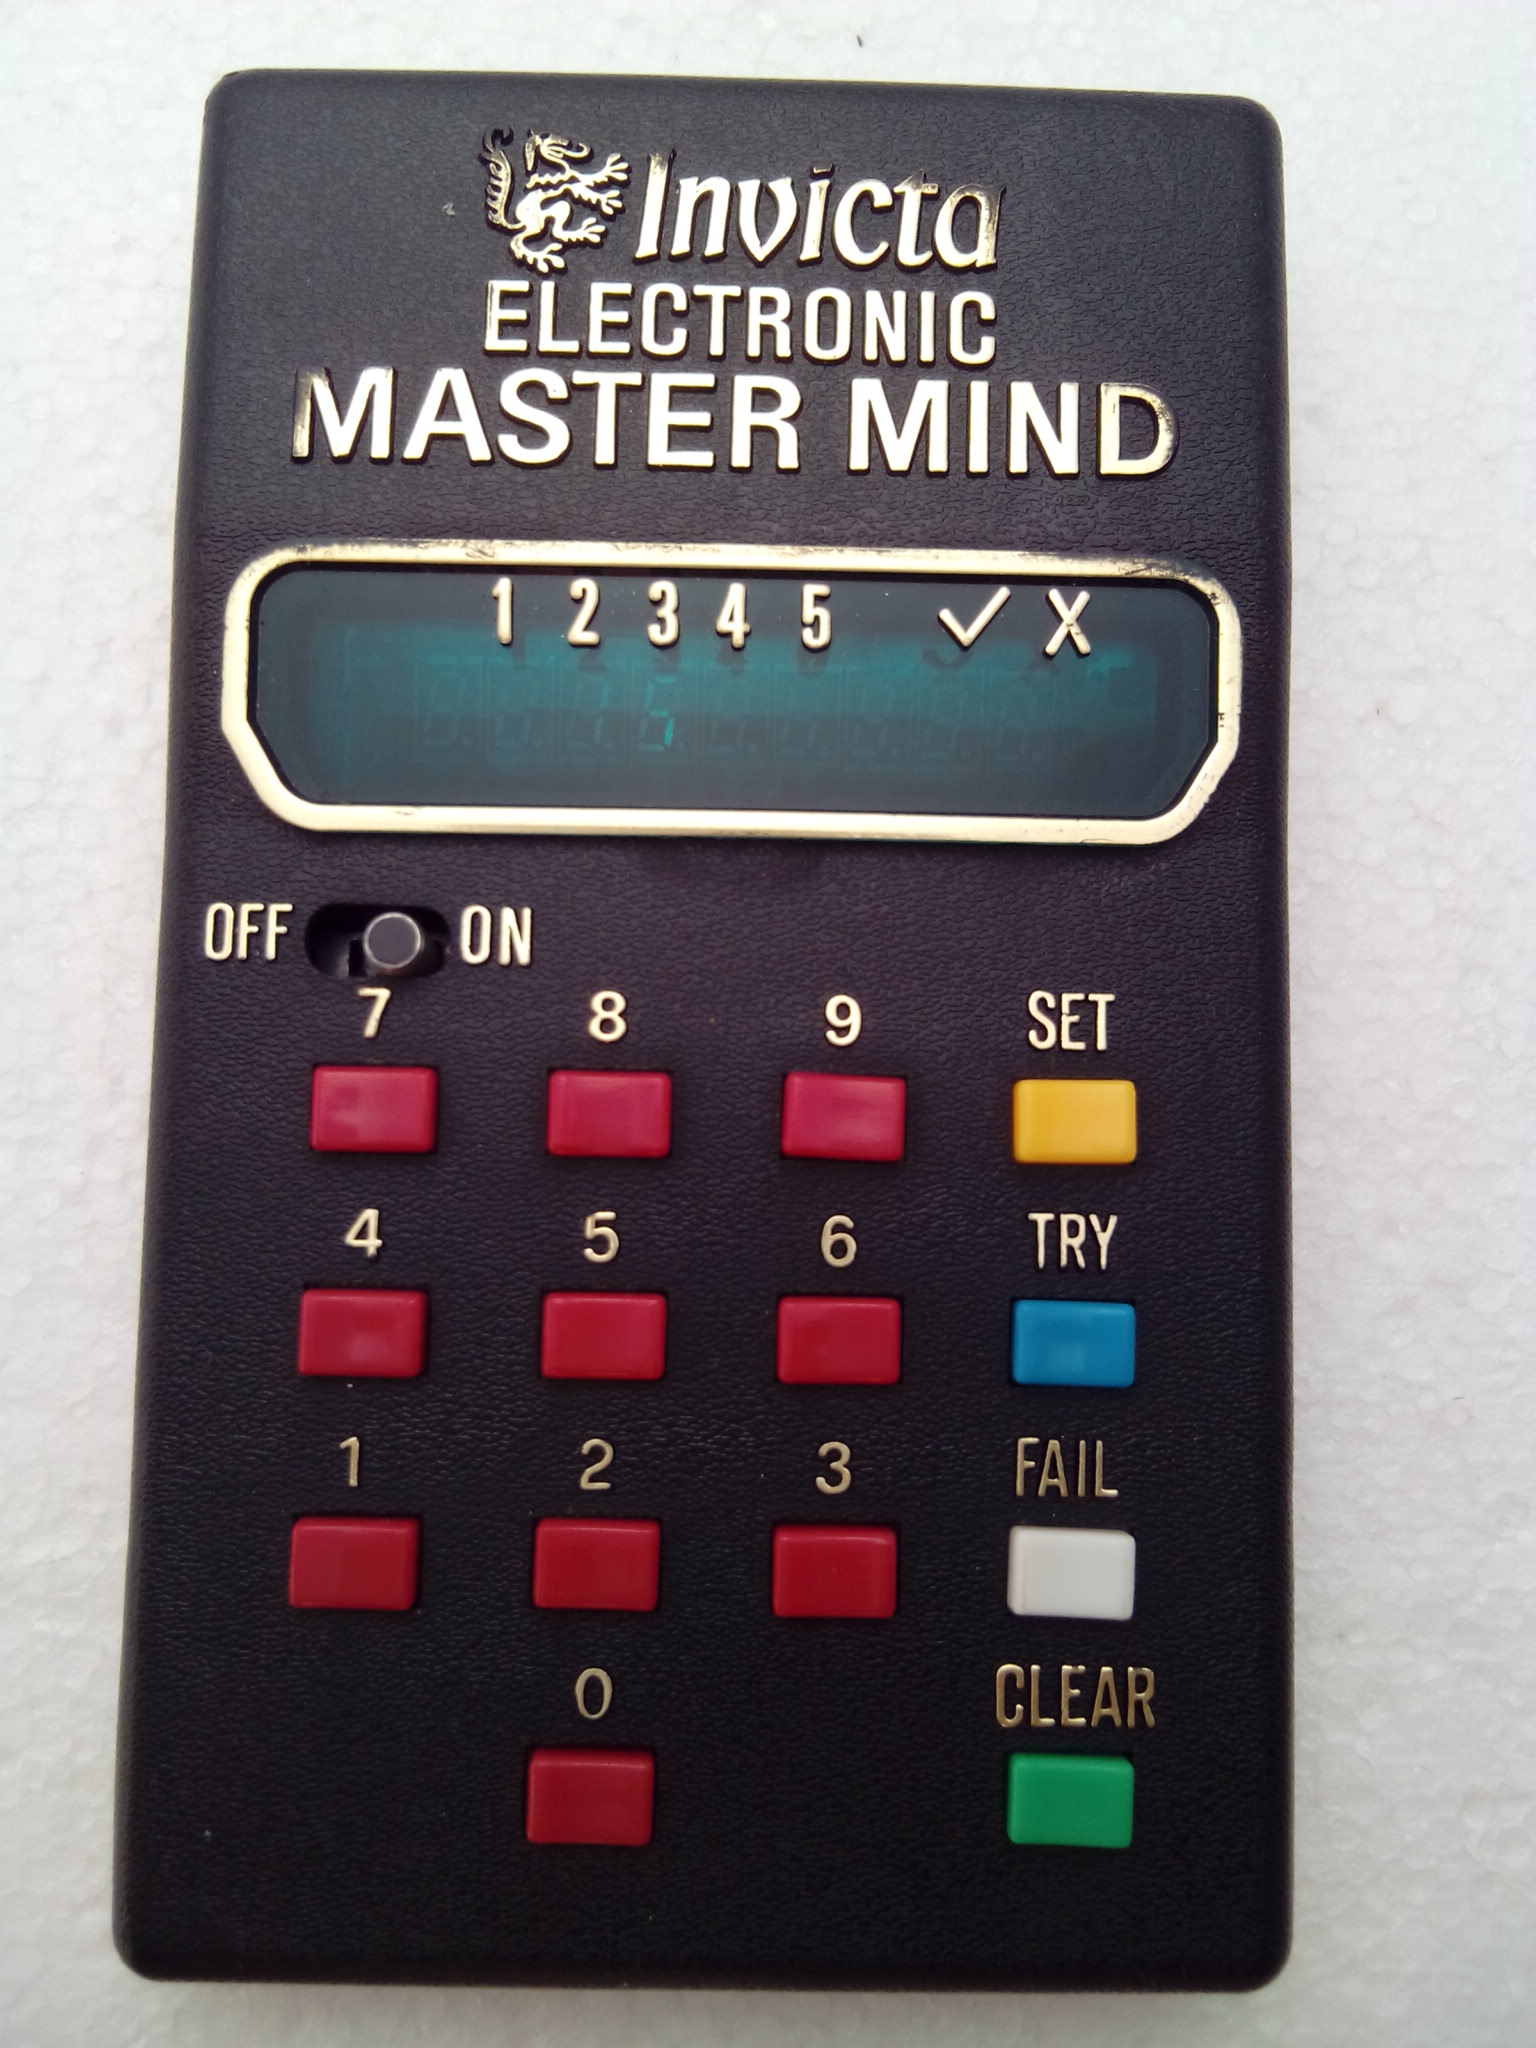 Invicta
ELECTRONIC
MASTER MIND
1 2 3 4 5 ✓ X
OFF ON
7 8 9 SET
4 5 6 TRY
1 2 3 FAIL
0 CLEAR